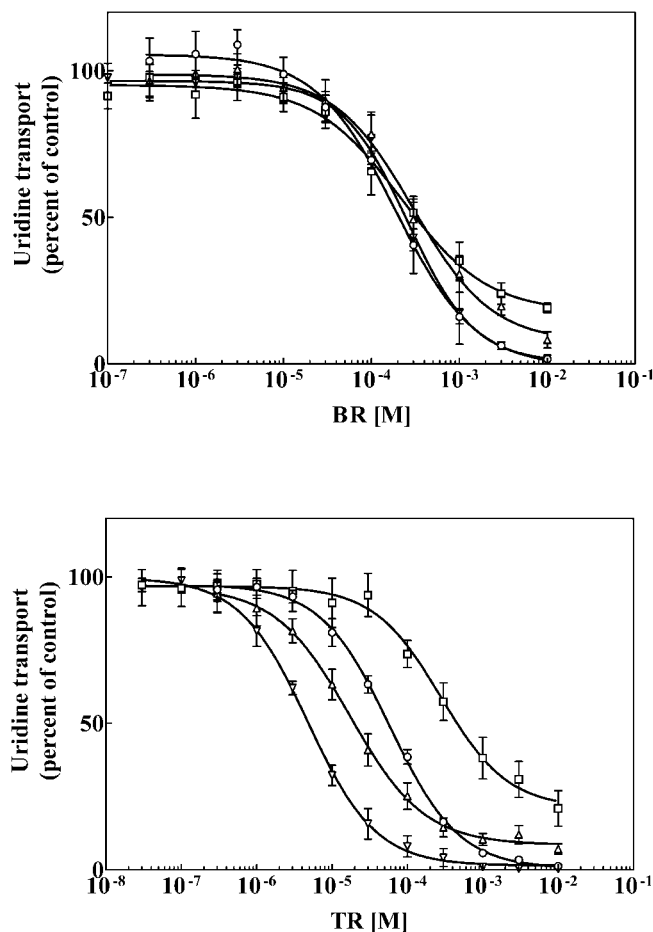 Uridine transport
(percent of control)
100
50
0
10-7 10-6 10-5 10-4 10-3 10-2 10-1
BR [M]
Uridine transport
(percent of control)
100
50
0
10-8 10-7 10-6 10-5 10-4 10-3 10-2 10-1
TR [M]